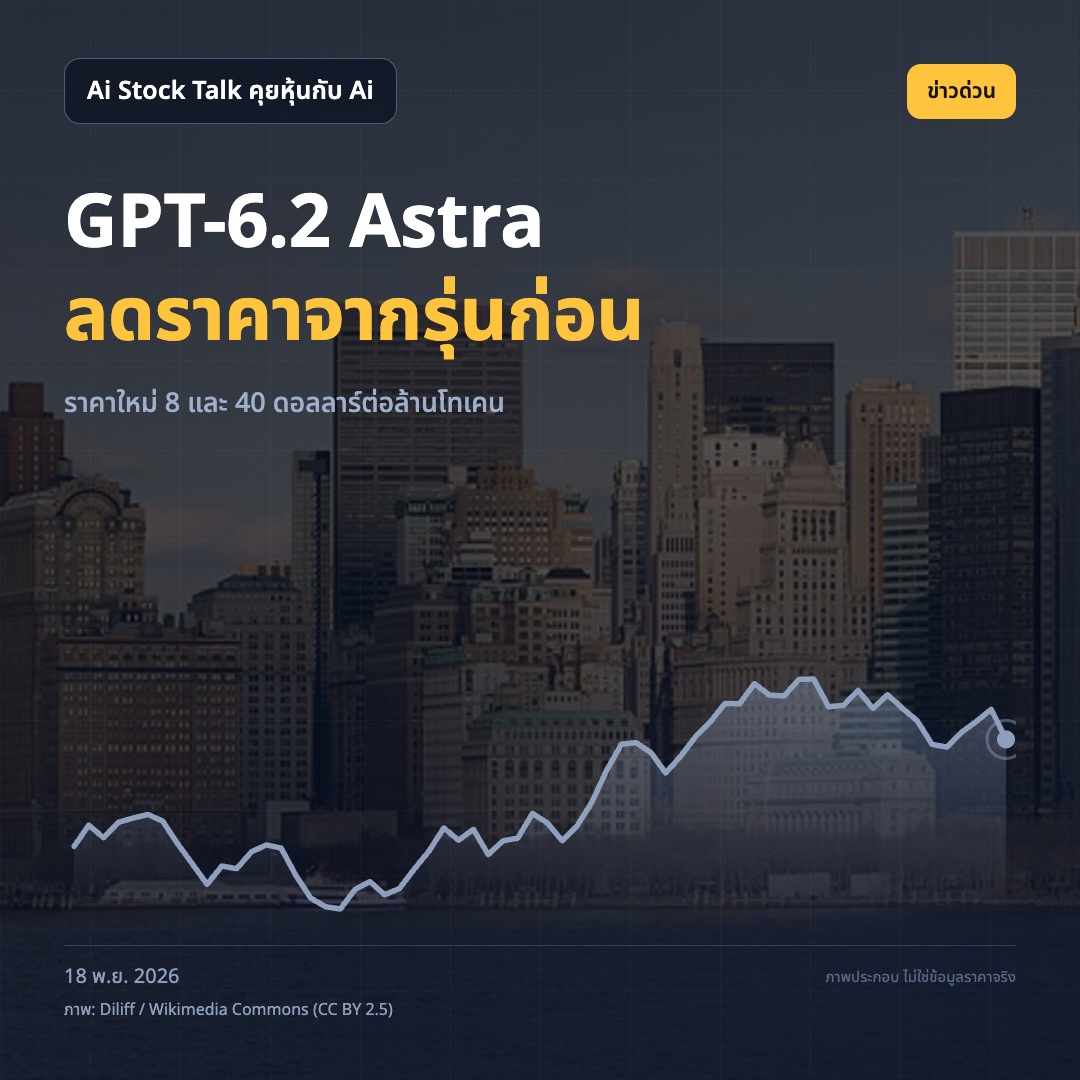 Ai Stock Talk คุยหุ้นกับ Ai
ข่าวด่วน
GPT-6.2 Astra
ลดราคาจากรุ่นก่อน
ราคาใหม่ 8 และ 40 ดอลลาร์ต่อล้านโทเคน
18 พ.ย. 2026
ภาพประกอบ ไม่ใช่ข้อมูลราคาจริง
ภาพ: Diliff / Wikimedia Commons (CC BY 2.5)